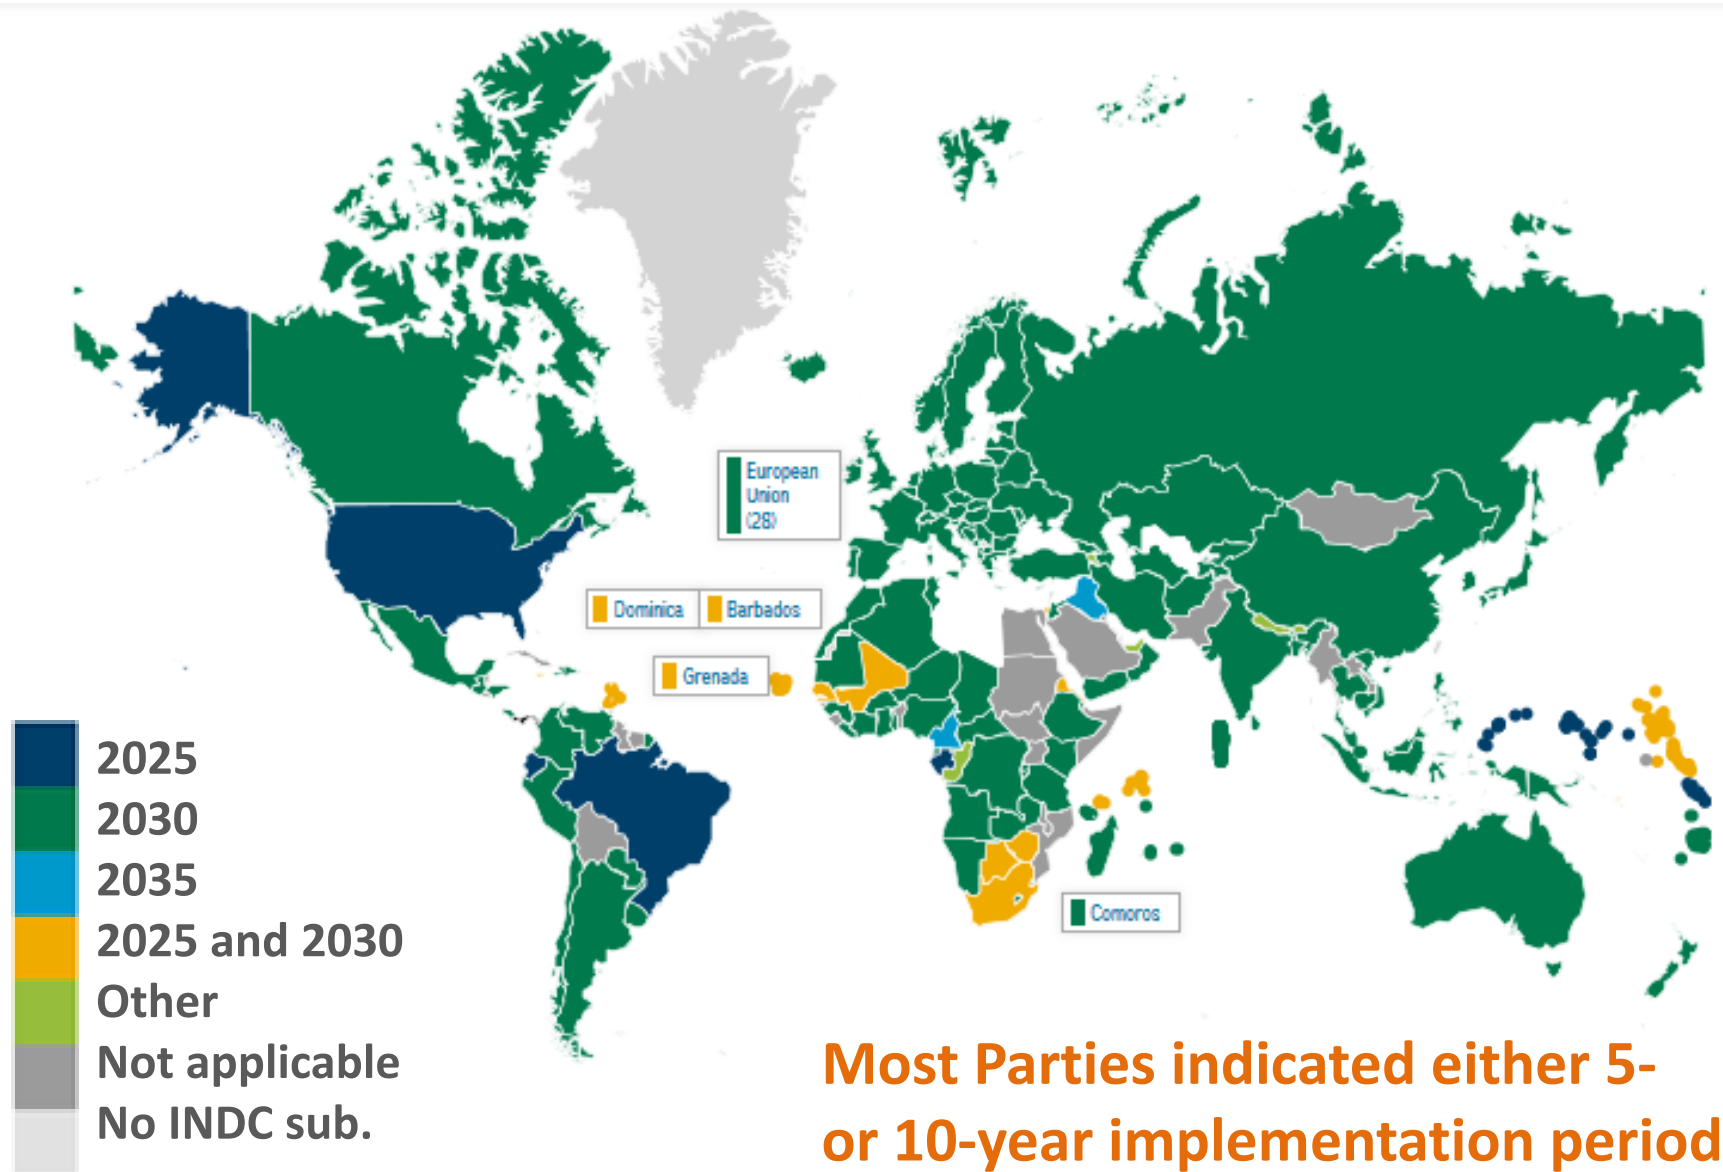 European
Union
(28)
Dominica
Barbados
Grenada
Comoros
2025
2030
2035
2025 and 2030
Other
Not applicable
No INDC sub.
Most Parties indicated either 5-
or 10-year implementation period